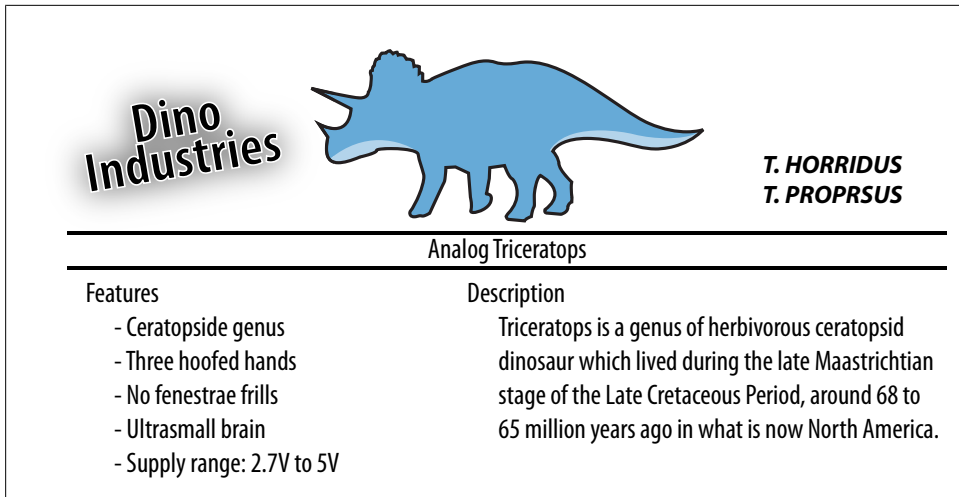 Dino
Industries
T. HORRIDUS
T. PROPRSUS
Analog Triceratops
Features
- Ceratopside genus
- Three hoofed hands
- No fenestrae frills
- Ultrasmall brain
- Supply range: 2.7V to 5V
Description
Triceratops is a genus of herbivorous ceratopsid
dinosaur which lived during the late Maastrichtian
stage of the Late Cretaceous Period, around 68 to
65 million years ago in what is now North America.